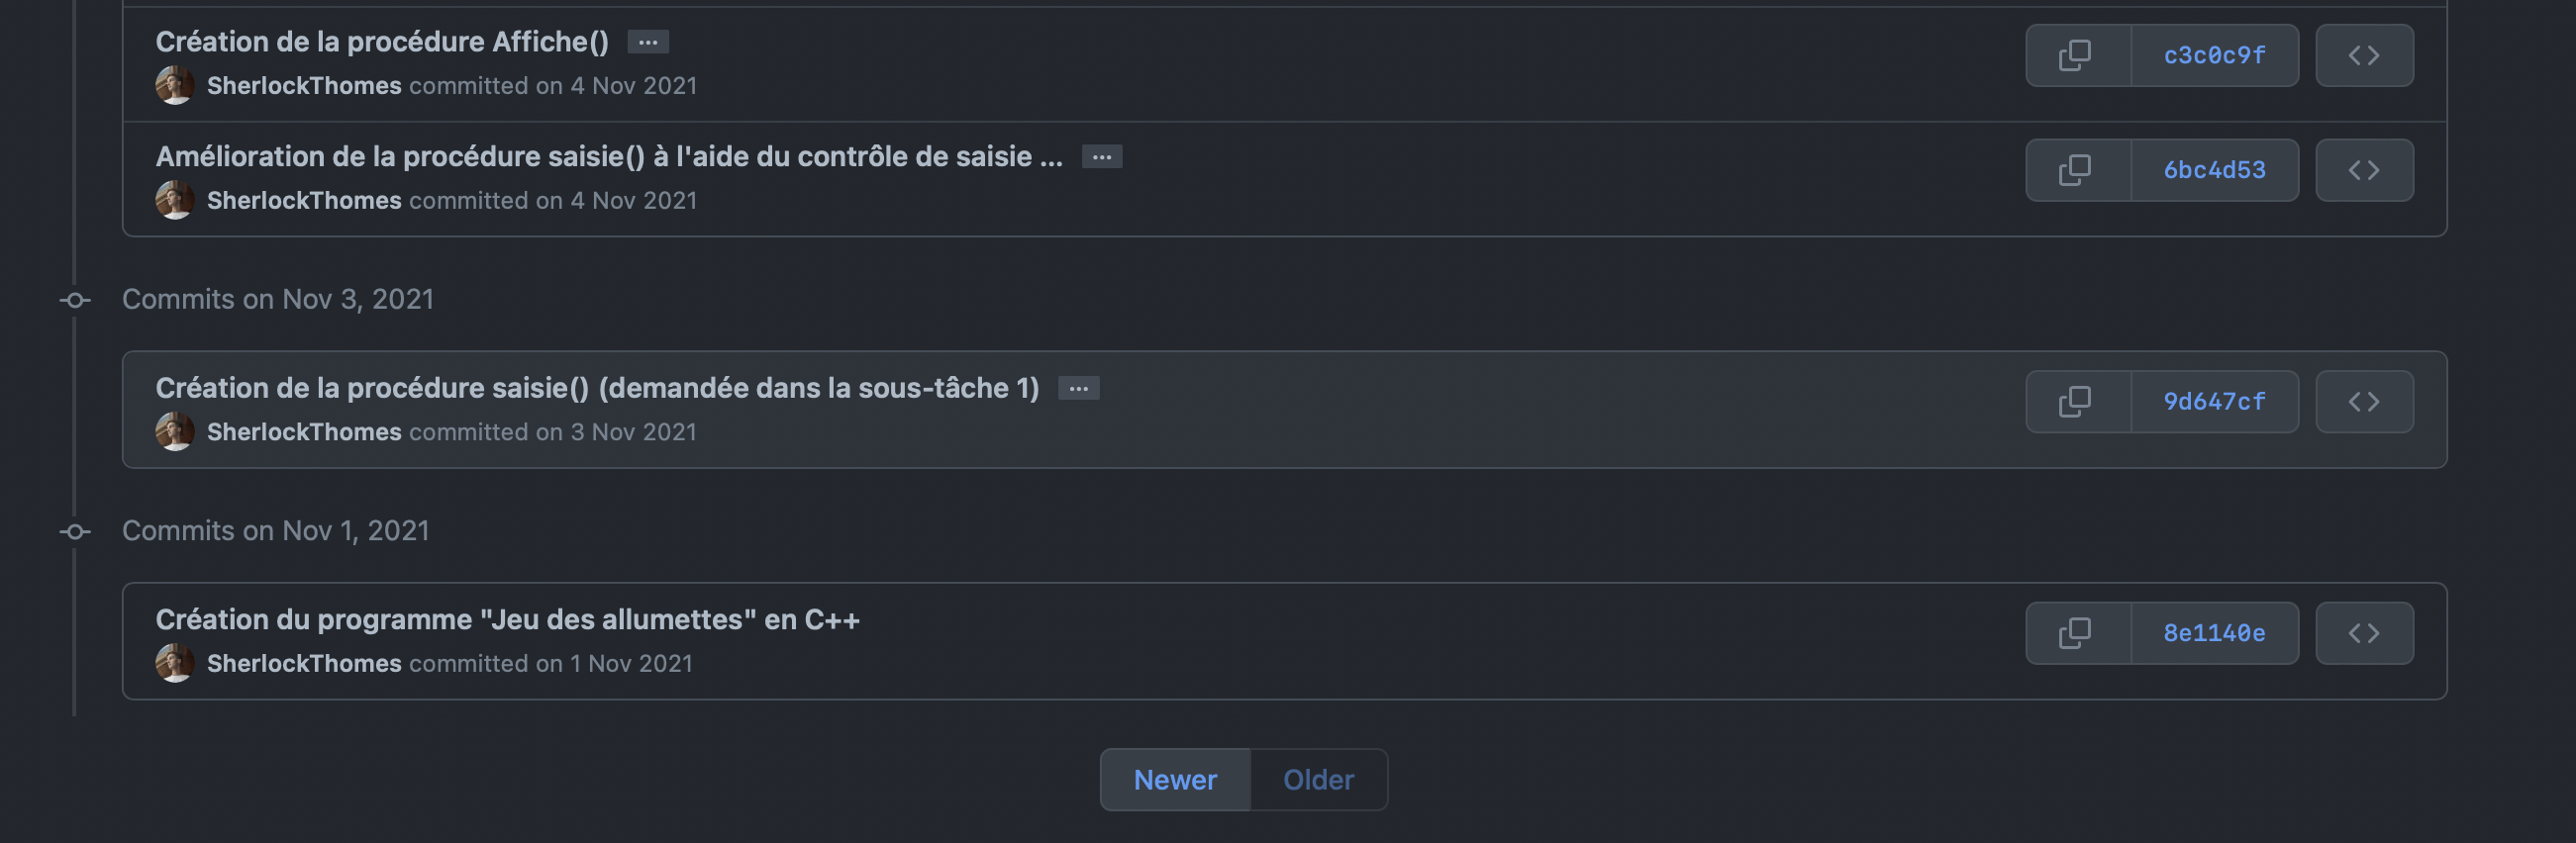 Création de la procédure Affiche() ...
SherlockThomes committed on 4 Nov 2021
c3c0c9f
Amélioration de la procédure saisie() à l'aide du contrôle de saisie ... ...
SherlockThomes committed on 4 Nov 2021
6bc4d53
Commits on Nov 3, 2021
Création de la procédure saisie() (demandée dans la sous-tâche 1) ...
SherlockThomes committed on 3 Nov 2021
9d647cf
Commits on Nov 1, 2021
Création du programme "Jeu des allumettes" en C++
SherlockThomes committed on 1 Nov 2021
8e1140e
Newer Older